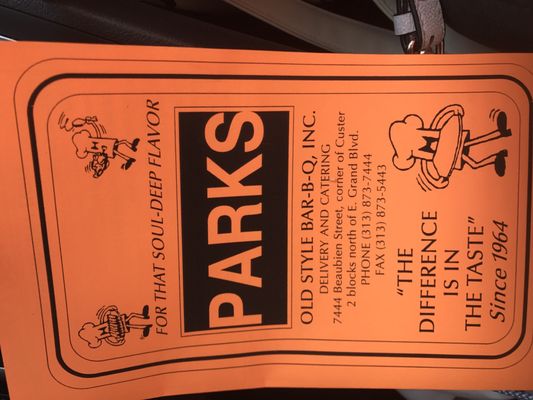 FOR THAT SOUL-DEEP FLAVOR
PARKS
OLD STYLE BAR-B-Q, INC.
DELIVERY AND CATERING
7444 Beaubien Street, corner of Custer
2 blocks north of E. Grand Blvd.
PHONE (313) 873-7444
FAX (313) 873-5443
"THE
DIFFERENCE
IS IN
THE TASTE"
Since 1964